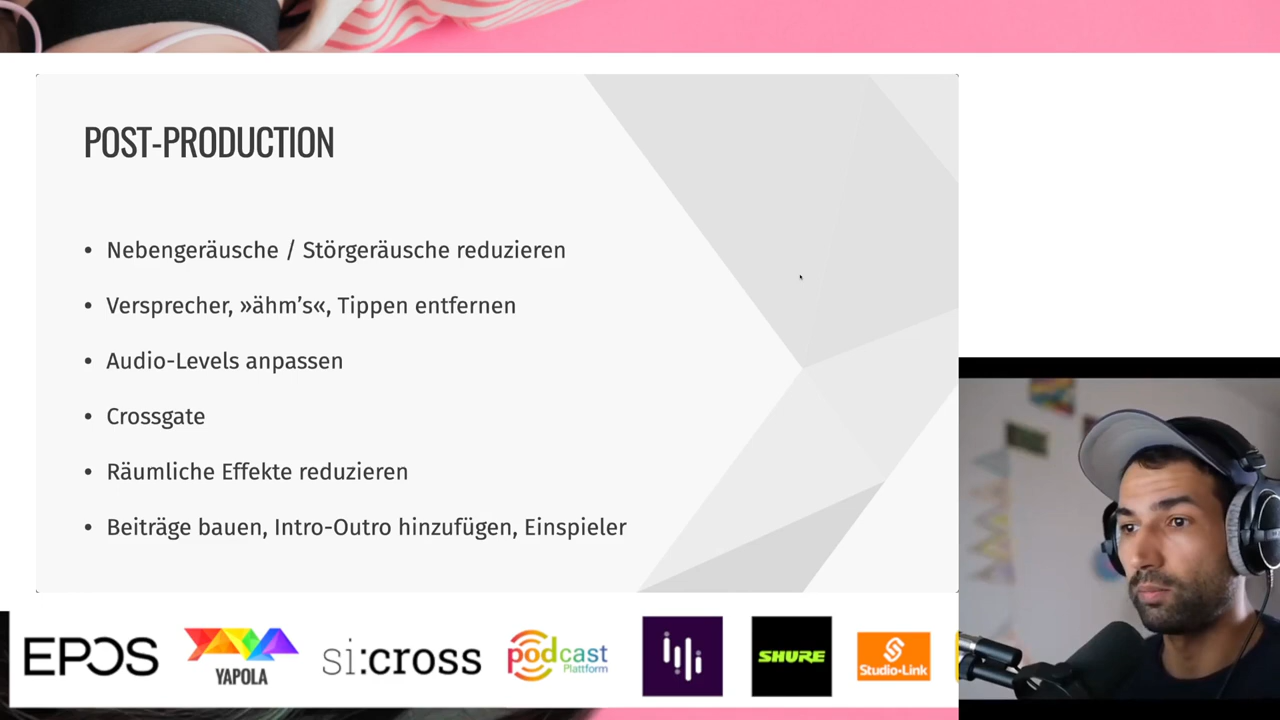 POST-PRODUCTION
• Nebengeräusche / Störgeräusche reduzieren
• Versprecher, »ähm’s«, Tippen entfernen
• Audio-Levels anpassen
• Crossgate
• Räumliche Effekte reduzieren
• Beiträge bauen, Intro-Outro hinzufügen, Einspieler
EPOS
YAPOLA
si:cross
podcast
Plattform
SHURE
Studio-Link